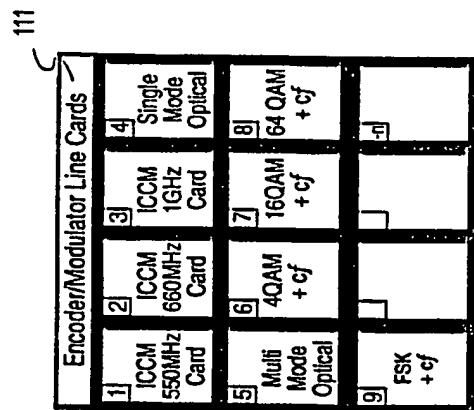 111
Encoder/Modulator Line Cards
1
ICCM
550MHz
Card
2
ICCM
660MHz
Card
3
ICCM
1GHz
Card
4
Single
Mode
Optical
5
Multi
Mode
Optical
6
4QAM
+ cf
7
16QAM
+ cf
8
64 QAM
+ cf
9
FSK
+ cf
-n